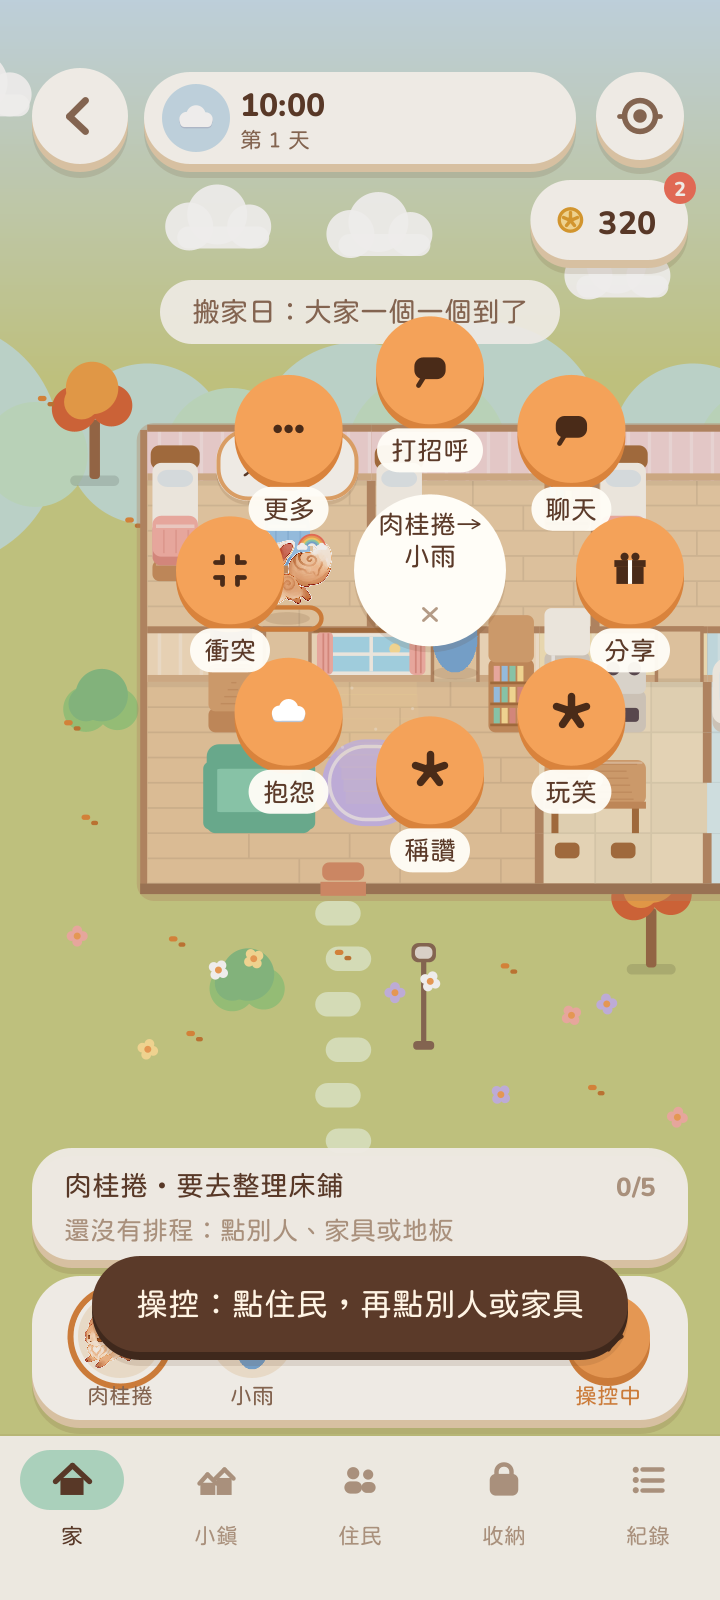 10:00
第 1 天
2
320
搬家日：大家一個一個到了
打招呼
更多
聊天
肉桂捲→
小雨
衝突
分享
抱怨
玩笑
稱讚
肉桂捲・要去整理床鋪
0/5
還沒有排程：點別人、家具或地板
操控：點住民，再點別人或家具
肉桂捲
小雨
操控中
家
小鎮
住民
收納
紀錄